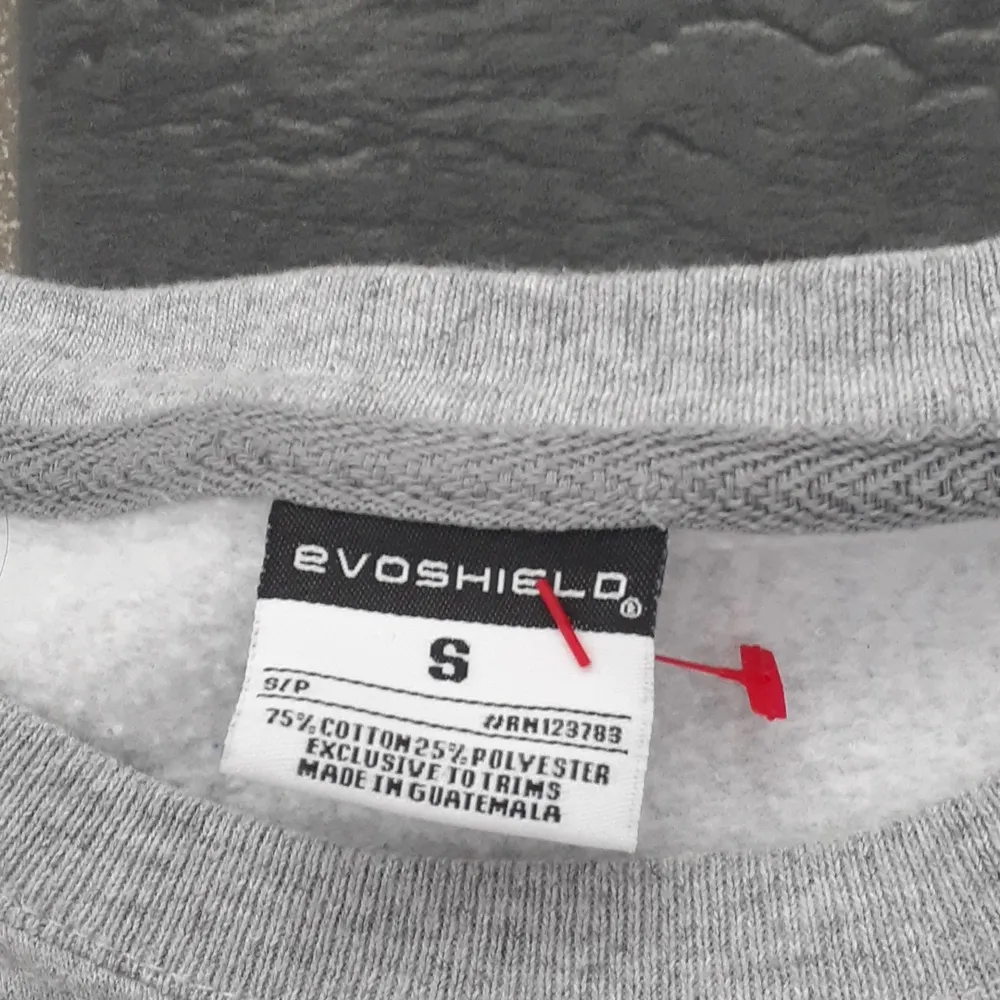 evoSHIELD®
S
S/P
//RN123783
75% COTTON 25% POLYESTER
EXCLUSIVE TO TRIMS
MADE IN GUATEMALA